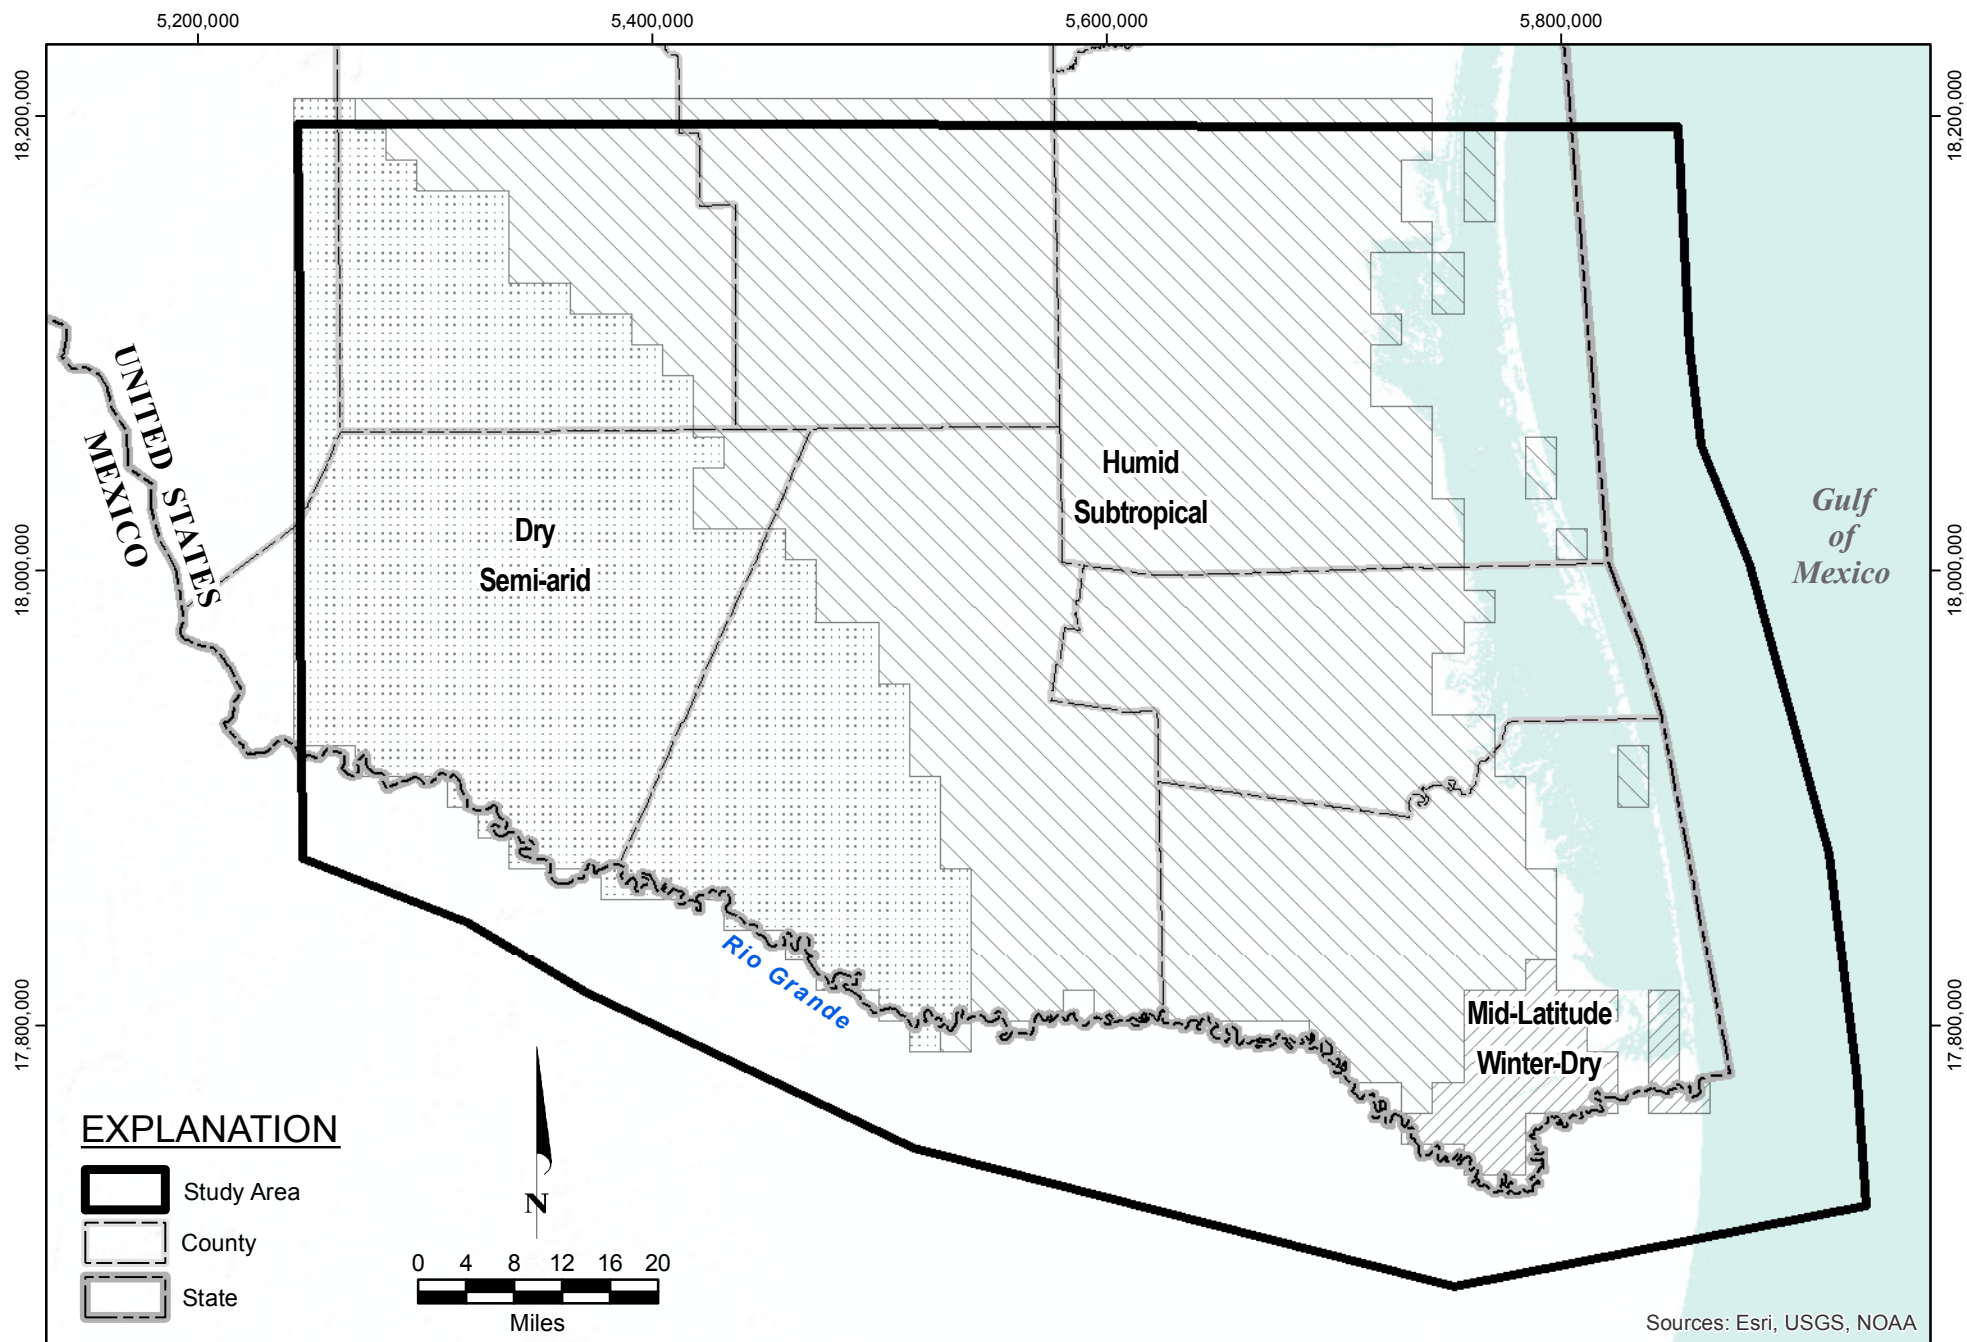 5,200,000
5,400,000
5,600,000
5,800,000
18,200,000
18,200,000
UNITED STATES
MEXICO
Humid
Subtropical
Dry
Semi-arid
Gulf
of
Mexico
18,000,000
18,000,000
Rio Grande
Mid-Latitude
Winter-Dry
17,800,000
17,800,000
EXPLANATION
Study Area
County
State
N
0 4 8 12 16 20
Miles
Sources: Esri, USGS, NOAA